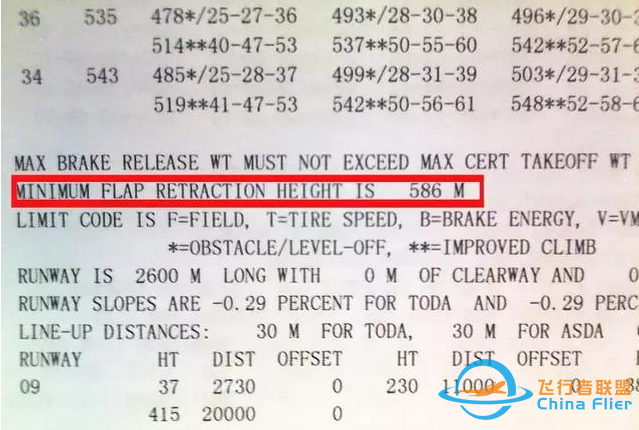 36 535 478*/25-27-36 493*/28-30-38 496*/29-30-
514**40-47-53 537**50-55-60 542**52-57-6
34 543 485*/25-28-37 499*/28-31-39 503*/29-31-
519**41-47-53 542**50-56-61 548**52-58-6
MAX BRAKE RELEASE WT MUST NOT EXCEED MAX CERT TAKEOFF WT
MINIMUM FLAP RETRACTION HEIGHT IS 586 M
LIMIT CODE IS F=FIELD, T=TIRE SPEED, B=BRAKE ENERGY, V=VM
*=OBSTACLE/LEVEL-OFF, **=IMPROVED CLIMB
RUNWAY IS 2600 M LONG WITH 0 M OF CLEARWAY AND 0
RUNWAY SLOPES ARE -0.29 PERCENT FOR TODA AND -0.29 PERC
LINE-UP DISTANCES: 30 M FOR TODA, 30 M FOR ASDA
RUNWAY HT DIST OFFSET HT DIST OFFSET
09 37 2730 0 230 11000 0
415 20000 0
飞行者联盟
China Flier